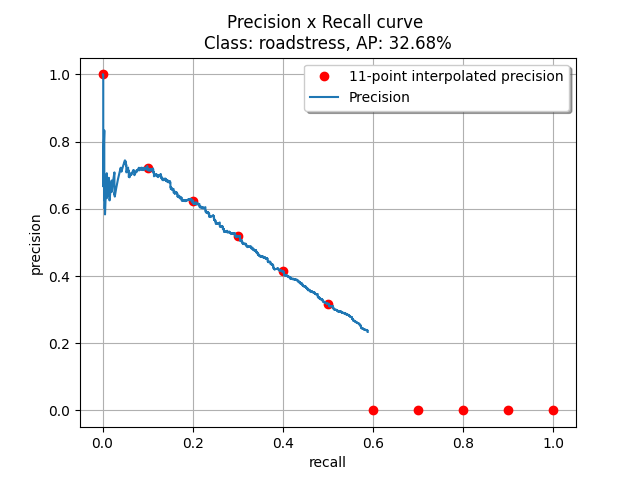 Precision x Recall curve
Class: roadstress, AP: 32.68%
11-point interpolated precision
Precision
1.0
0.8
0.6
0.4
0.2
0.0
precision
0.0 0.2 0.4 0.6 0.8 1.0
recall